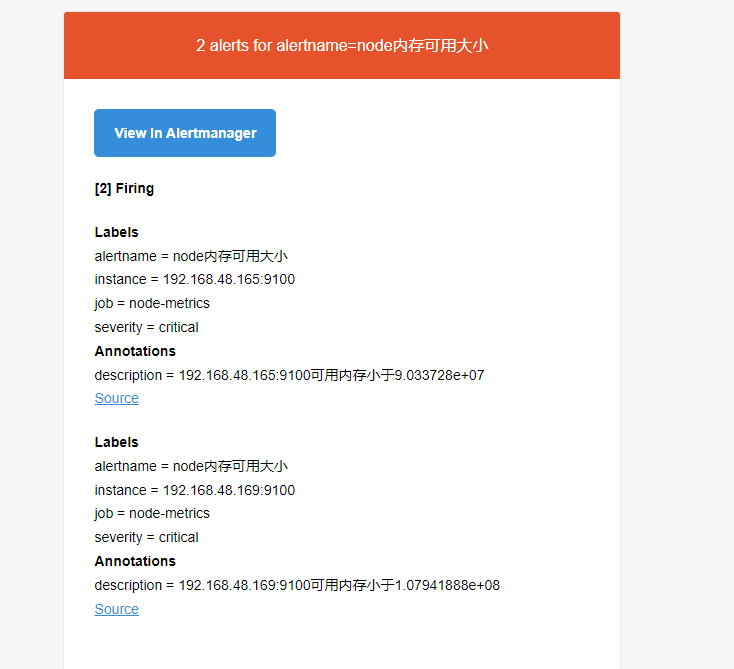 2 alerts for alertname=node内存可用大小
View In Alertmanager
[2] Firing
Labels
alertname = node内存可用大小
instance = 192.168.48.165:9100
job = node-metrics
severity = critical
Annotations
description = 192.168.48.165:9100可用内存小于9.033728e+07
Source
Labels
alertname = node内存可用大小
instance = 192.168.48.169:9100
job = node-metrics
severity = critical
Annotations
description = 192.168.48.169:9100可用内存小于1.07941888e+08
Source